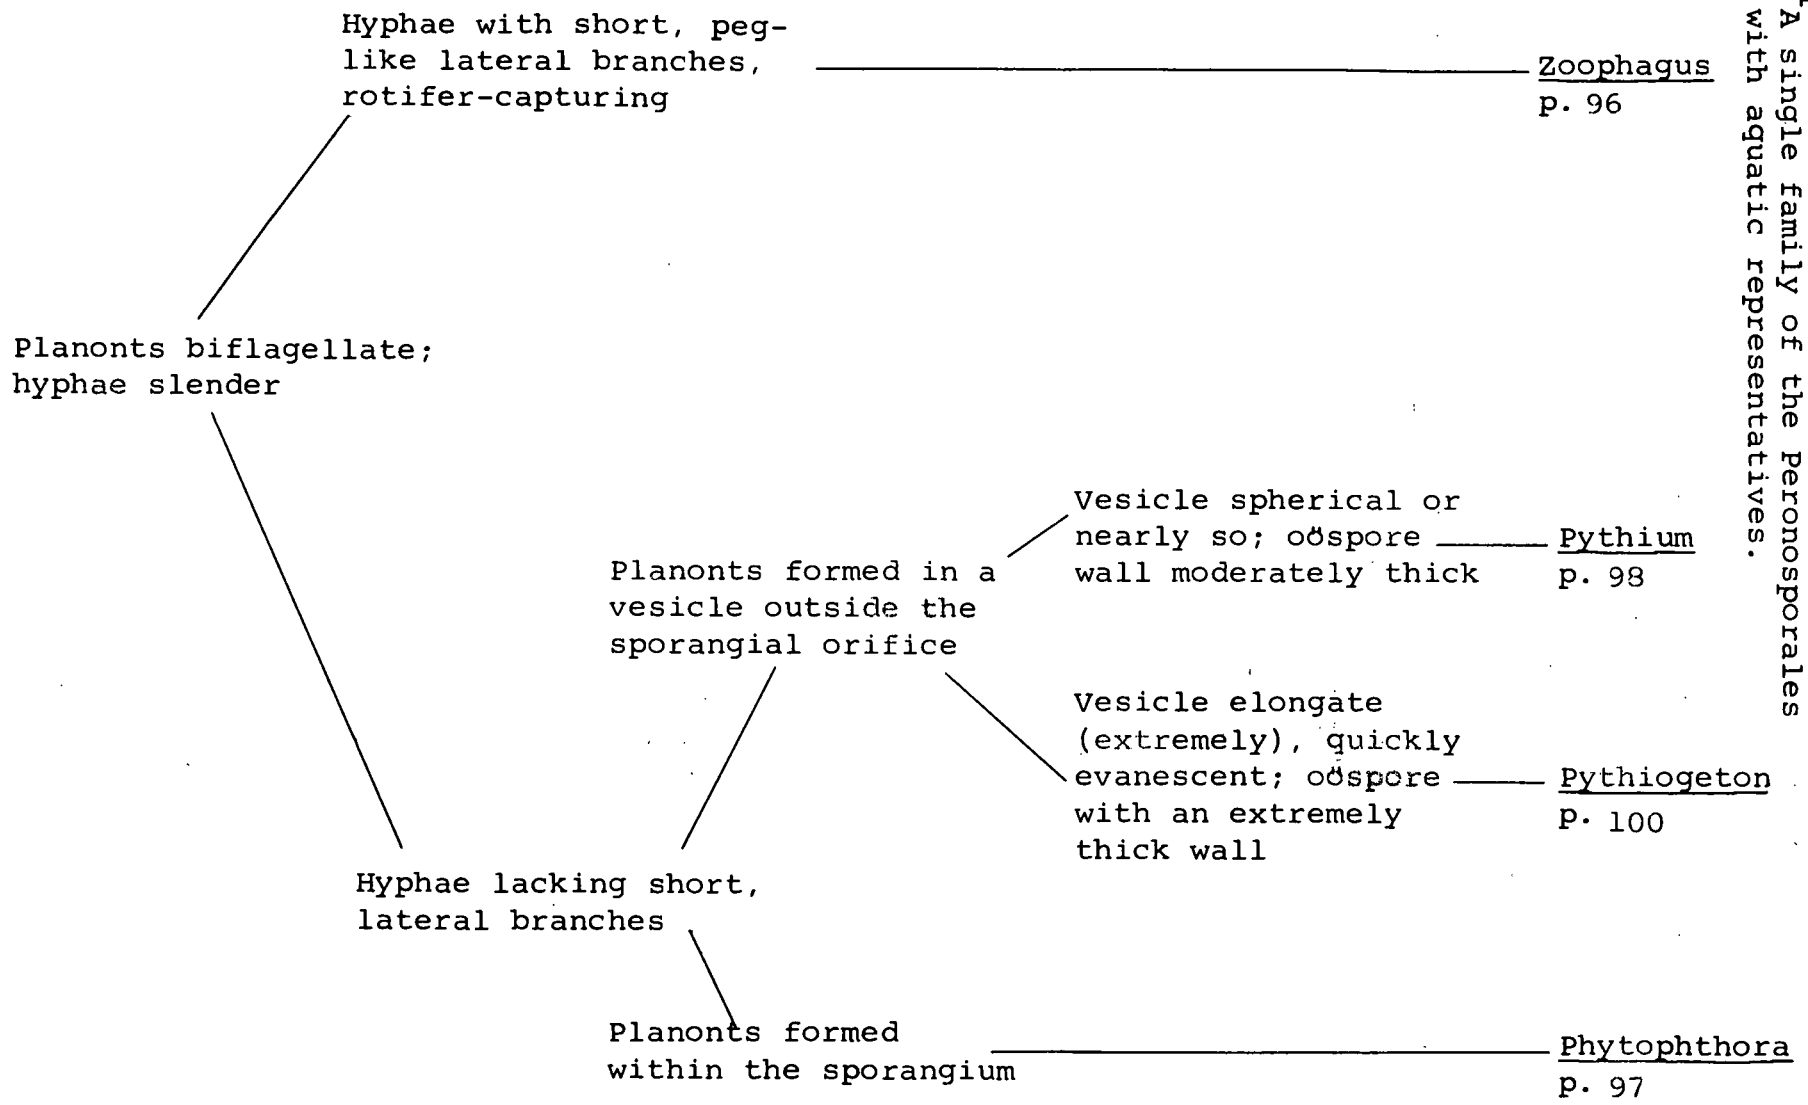 Hyphae with short, peg-
like lateral branches,
rotifer-capturing
Zoophagus
p. 96
Planonts biflagellate;
hyphae slender
Vesicle spherical or
nearly so; oöspore
wall moderately thick
Pythium
p. 98
Planonts formed in a
vesicle outside the
sporangial orifice
Vesicle elongate
(extremely), quickly
evanescent; oöspore
with an extremely
thick wall
Pythiogeton
p. 100
Hyphae lacking short,
lateral branches
Planonts formed
within the sporangium
Phytophthora
p. 97
A single family of the Peronosporales
with aquatic representatives.